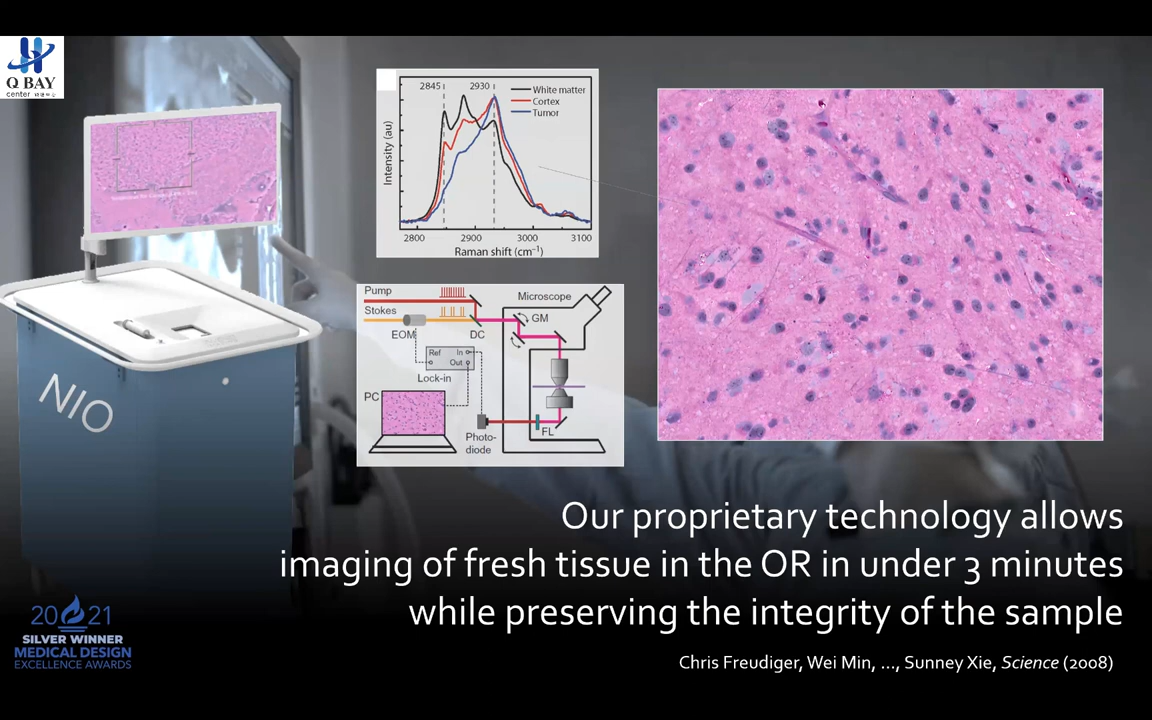 Q BAY
center
2845
2930
White matter
Cortex
Tumor
Intensity (au)
2800
2900
3000
3100
Raman shift (cm⁻¹)
Pump
Stokes
EOM
DC
GM
Microscope
Ref
In
Out
Lock-in
PC
Photo-
diode
FL
NIO
Our proprietary technology allows
imaging of fresh tissue in the OR in under 3 minutes
while preserving the integrity of the sample
Chris Freudiger, Wei Min, ..., Sunney Xie, Science (2008)
20 21
SILVER WINNER
MEDICAL DESIGN
EXCELLENCE AWARDS